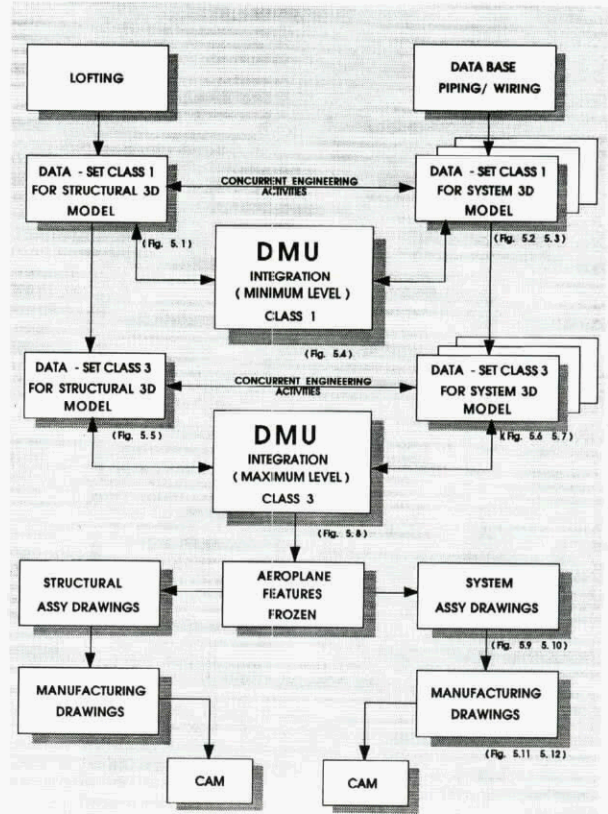 LOFTING
DATA BASE
PIPING/ WIRING
DATA - SET CLASS 1
FOR STRUCTURAL 3D
MODEL
CONCURRENT ENGINEERING
ACTIVITIES
DATA - SET CLASS 1
FOR SYSTEM 3D
MODEL
(Fig. 5.1)
(Fig. 5.2 5.3)
DMU
INTEGRATION
(MINIMUM LEVEL)
CLASS 1
(Fig. 5.4)
DATA - SET CLASS 3
FOR STRUCTURAL 3D
MODEL
CONCURRENT ENGINEERING
ACTIVITIES
DATA - SET CLASS 3
FOR SYSTEM 3D
MODEL
(Fig. 5.5)
(Fig. 5.6 5.7)
DMU
INTEGRATION
(MAXIMUM LEVEL)
CLASS 3
(Fig. 5.8)
STRUCTURAL
ASSY DRAWINGS
AEROPLANE
FEATURES
FROZEN
SYSTEM
ASSY DRAWINGS
(Fig. 5.9 5.10)
MANUFACTURING
DRAWINGS
MANUFACTURING
DRAWINGS
(Fig. 5.11 5.12)
CAM
CAM